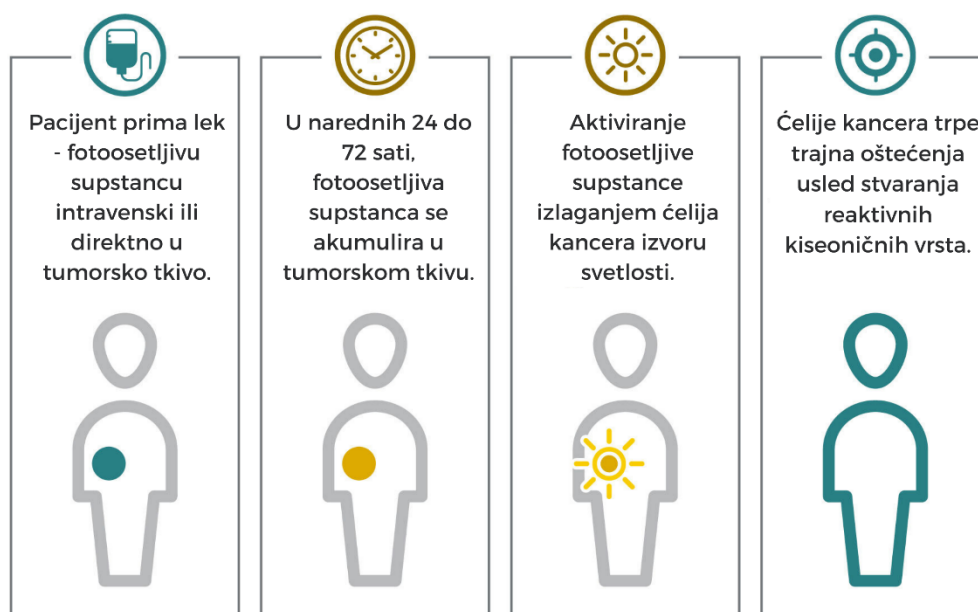 Pacijent prima lek
- fotoosetljivu
supstancu
intravenski ili
direktno u
tumorsko tkivo.
U narednih 24 do
72 sati,
fotoosetljiva
supstanca se
akumulira u
tumorskom tkivu.
Aktiviranje
fotoosetljive
supstance
izlaganjem ćelija
kancera izvoru
svetlosti.
Ćelije kancera trpe
trajna oštećenja
usled stvaranja
reaktivnih
kiseoničnih vrsta.